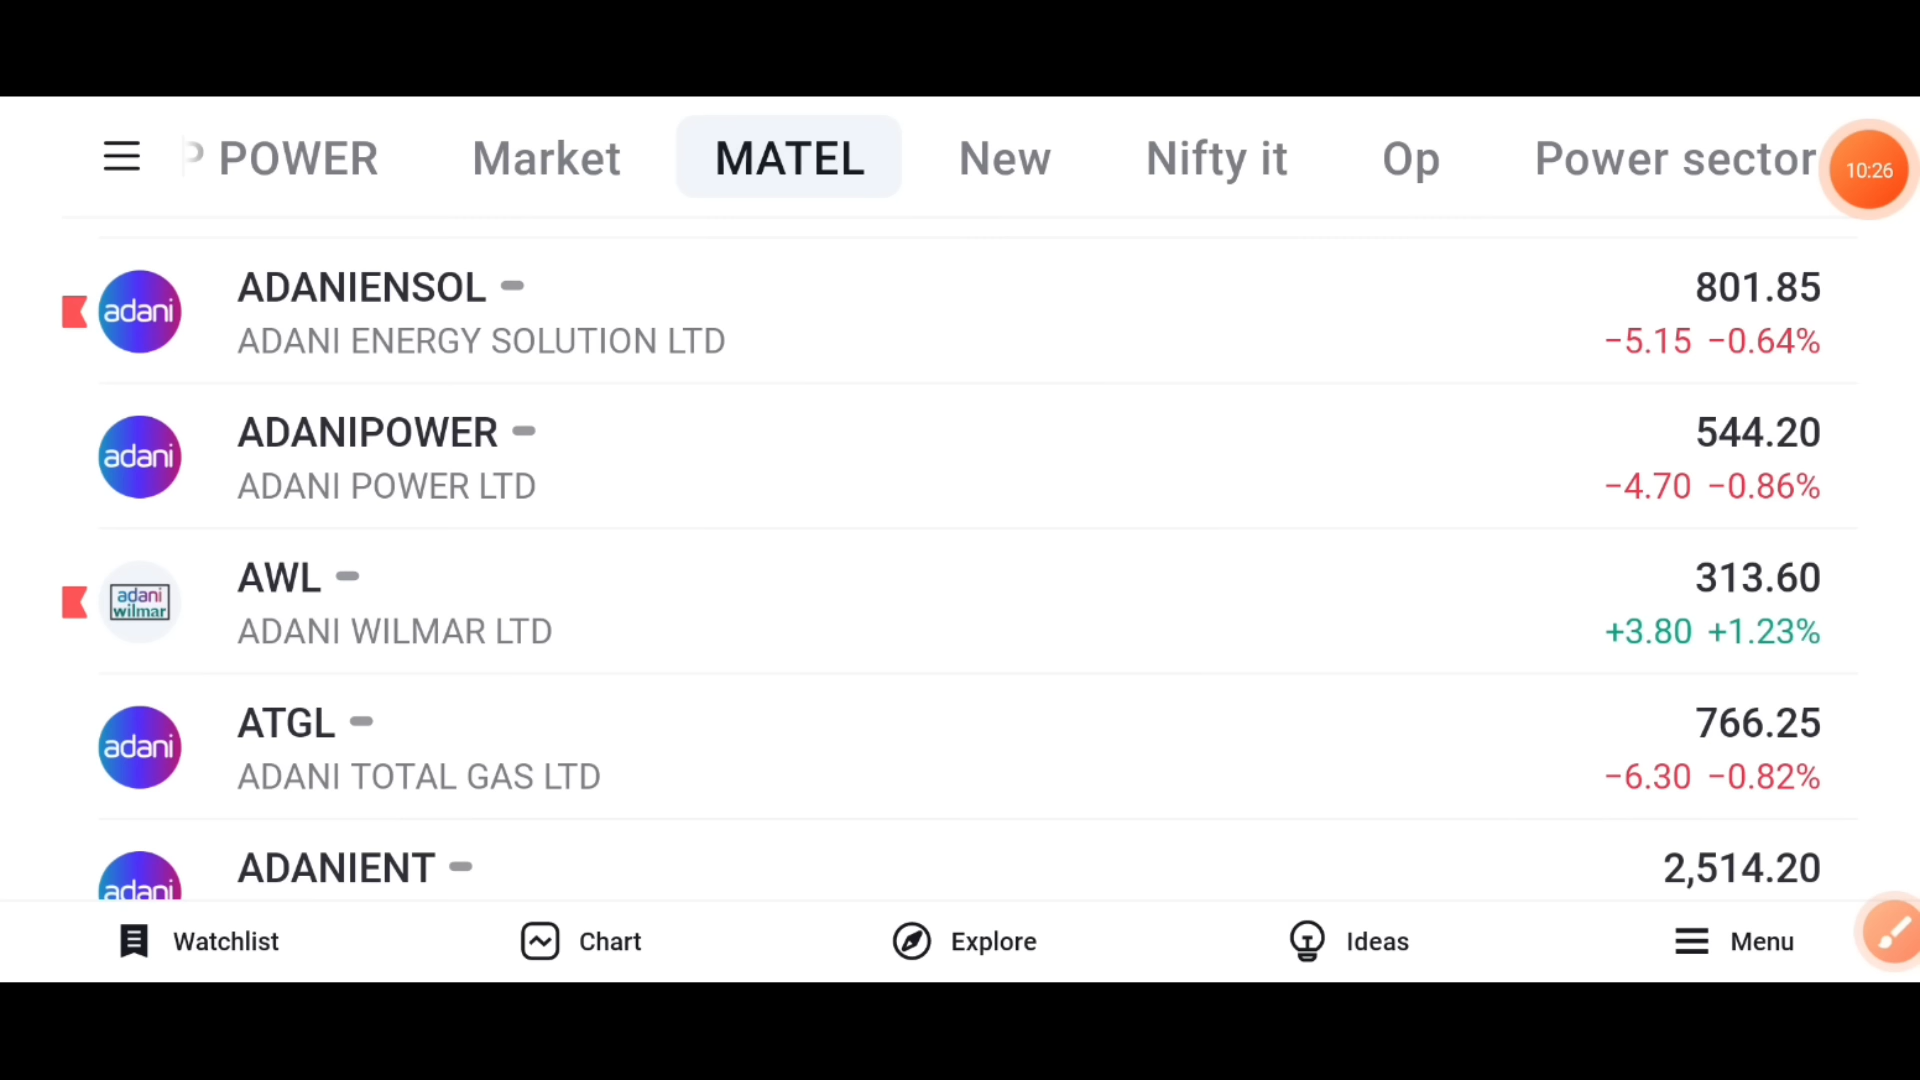 P POWER Market MATEL New Nifty it Op Power sector
10:26
adani
ADANIENSOL
801.85
ADANI ENERGY SOLUTION LTD
−5.15 −0.64%
adani
ADANIPOWER
544.20
ADANI POWER LTD
−4.70 −0.86%
adani
wilmar
AWL
313.60
ADANI WILMAR LTD
+3.80 +1.23%
adani
ATGL
766.25
ADANI TOTAL GAS LTD
−6.30 −0.82%
adani
ADANIENT
2,514.20
Watchlist Chart Explore Ideas Menu